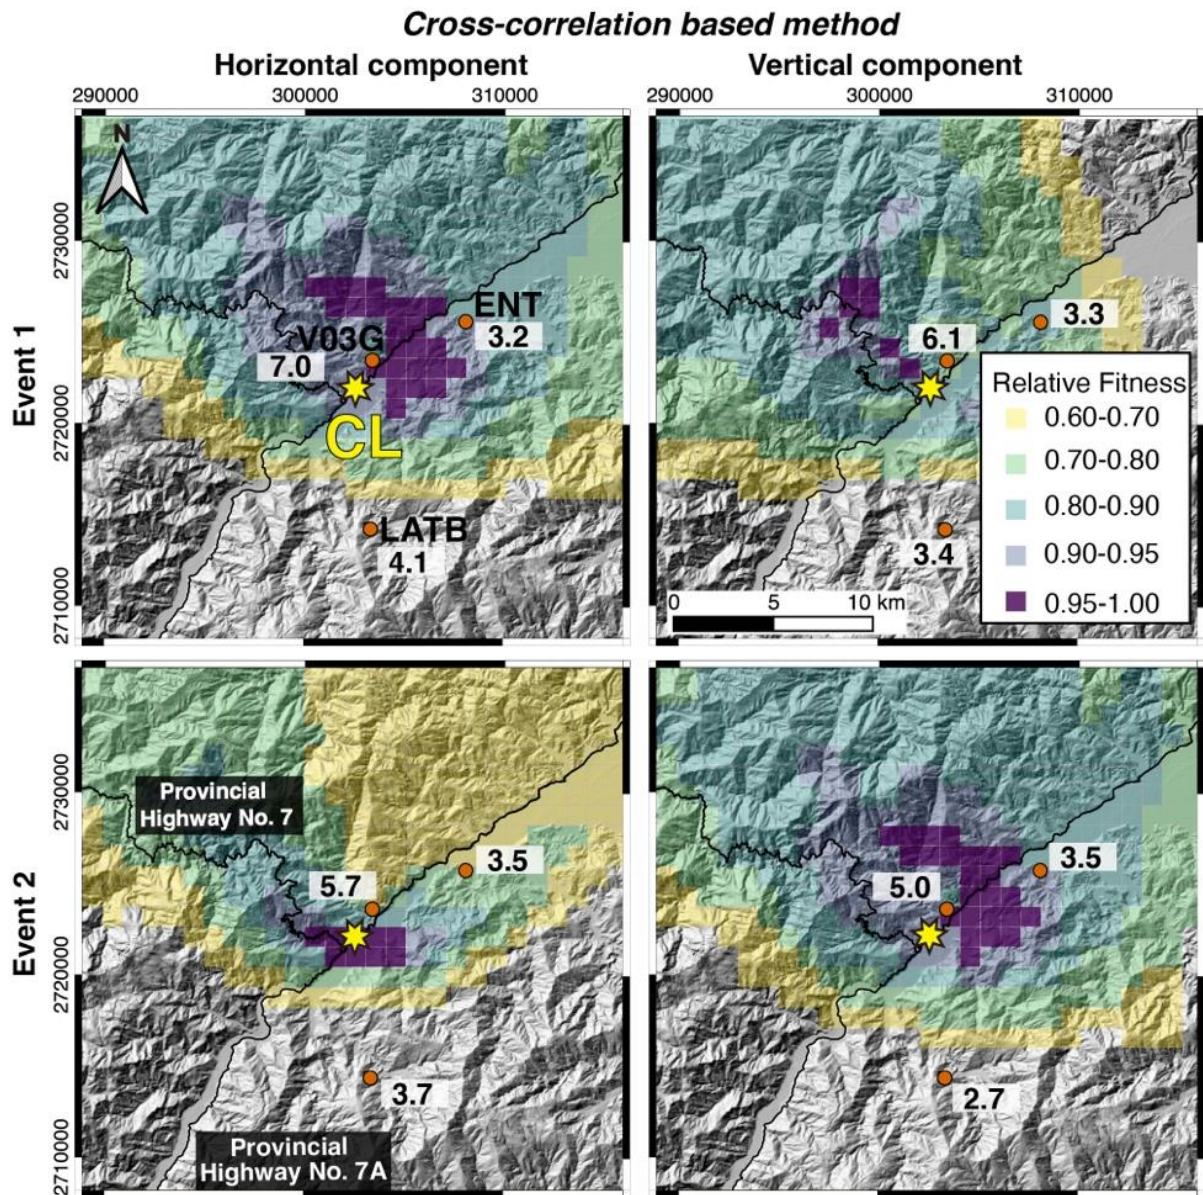 Cross-correlation based method
Horizontal component
Vertical component
290000 300000 310000
290000 300000 310000
N
2730000
2720000
2710000
Event 1
ENT
3.2
V03G
7.0
CL
LATB
4.1
3.3
6.1
3.4
0 5 10 km
Relative Fitness
0.60-0.70
0.70-0.80
0.80-0.90
0.90-0.95
0.95-1.00
2730000
2720000
2710000
Event 2
Provincial
Highway No. 7
3.5
5.7
3.7
Provincial
Highway No. 7A
3.5
5.0
2.7